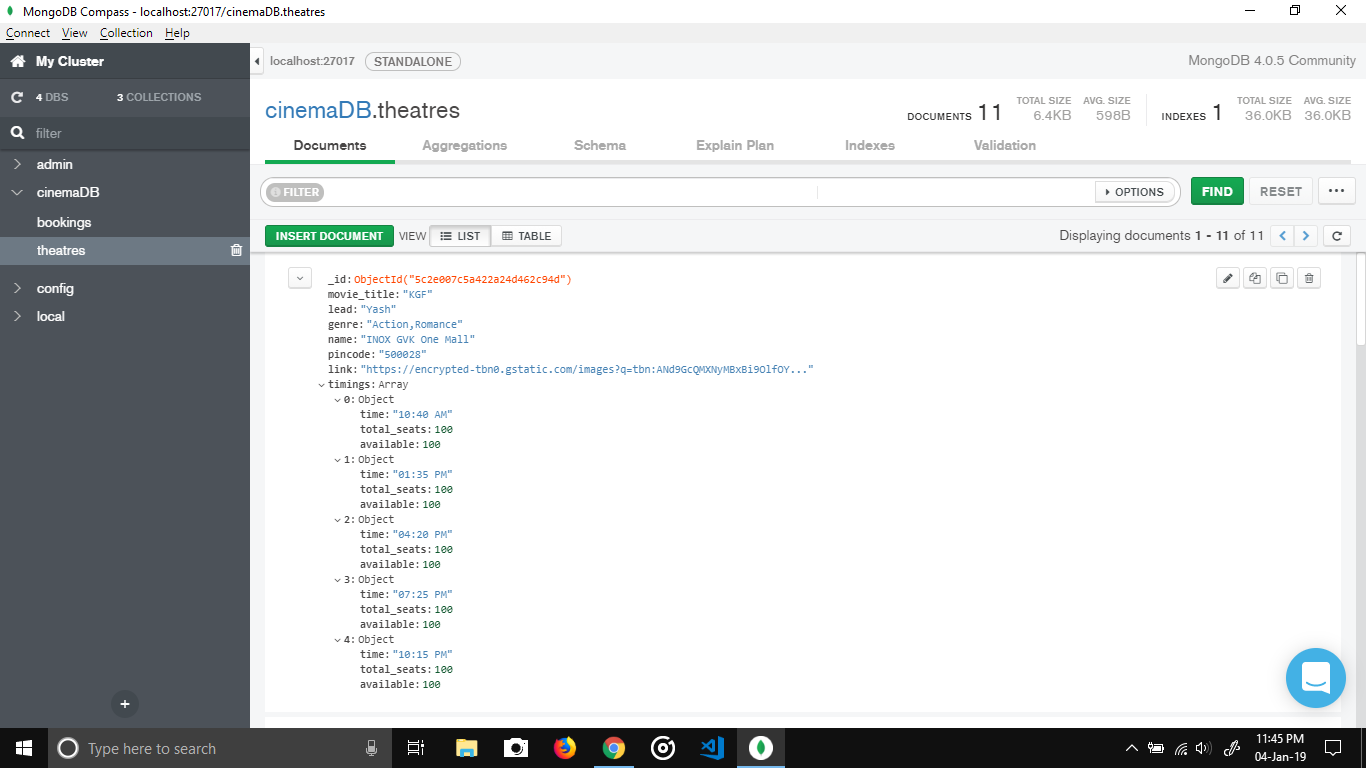 MongoDB Compass - localhost:27017/cinemaDB.theatres
Connect View Collection Help
My Cluster
4 DBS 3 COLLECTIONS
filter
admin
cinemaDB
bookings
theatres
config
local
localhost:27017 STANDALONE MongoDB 4.0.5 Community
cinemaDB.theatres
DOCUMENTS 11 TOTAL SIZE 6.4KB AVG. SIZE 598B INDEXES 1 TOTAL SIZE 36.0KB AVG. SIZE 36.0KB
Documents Aggregations Schema Explain Plan Indexes Validation
FILTER OPTIONS FIND RESET ...
INSERT DOCUMENT VIEW LIST TABLE Displaying documents 1 - 11 of 11
_id: ObjectId("5c2e007c5a422a24d462c94d")
movie_title: "KGF"
lead: "Yash"
genre: "Action,Romance"
name: "INOX GVK One Mall"
pincode: "500028"
link: "https://encrypted-tbn0.gstatic.com/images?q=tbn:ANd9GcQMXNyMBxBi9OlfOY..."
timings: Array
0: Object
time: "10:40 AM"
total_seats: 100
available: 100
1: Object
time: "01:35 PM"
total_seats: 100
available: 100
2: Object
time: "04:20 PM"
total_seats: 100
available: 100
3: Object
time: "07:25 PM"
total_seats: 100
available: 100
4: Object
time: "10:15 PM"
total_seats: 100
available: 100
Type here to search
11:45 PM
04-Jan-19